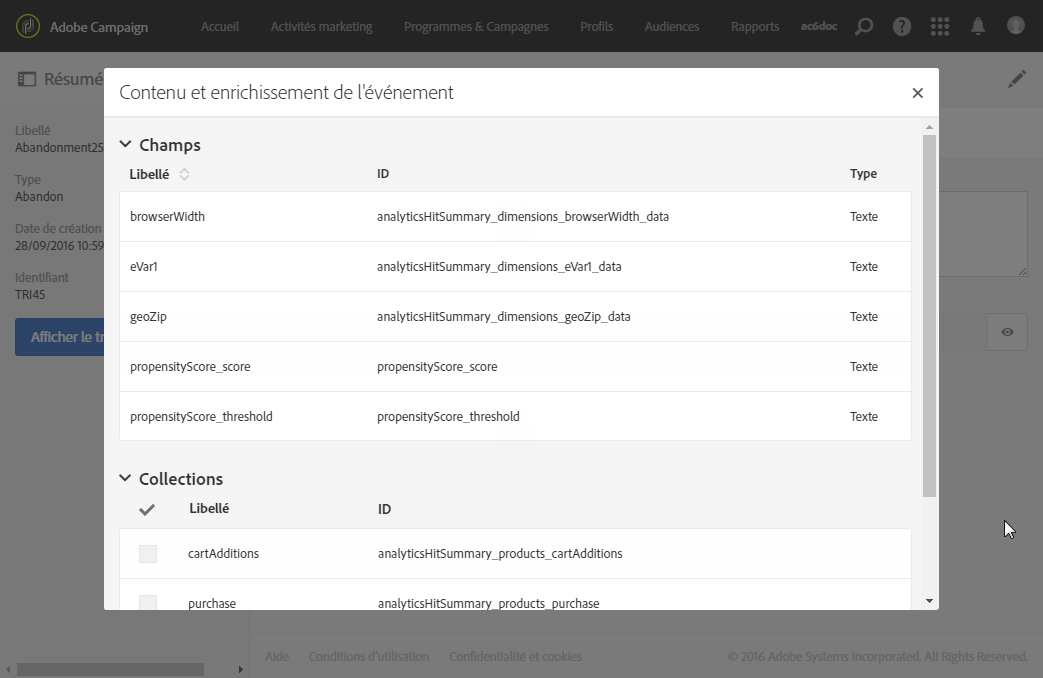 Adobe Campaign Accueil Activités marketing Programmes & Campagnes Profils Audiences Rapports ac6doc
Résumé
Contenu et enrichissement de l'événement
Libellé
Abandonment25
Type
Abandon
Date de création
28/09/2016 10:59
Identifiant
TRI45
Afficher le tr
Champs
Libellé ID Type
browserWidth analyticsHitSummary_dimensions_browserWidth_data Texte
eVar1 analyticsHitSummary_dimensions_eVar1_data Texte
geoZip analyticsHitSummary_dimensions_geoZip_data Texte
propensityScore_score propensityScore_score Texte
propensityScore_threshold propensityScore_threshold Texte
Collections
Libellé ID
cartAdditions analyticsHitSummary_products_cartAdditions
purchase analyticsHitSummary_products_purchase
Aide Conditions d'utilisation Confidentialité et cookies © 2016 Adobe Systems Incorporated. All Rights Reserved.